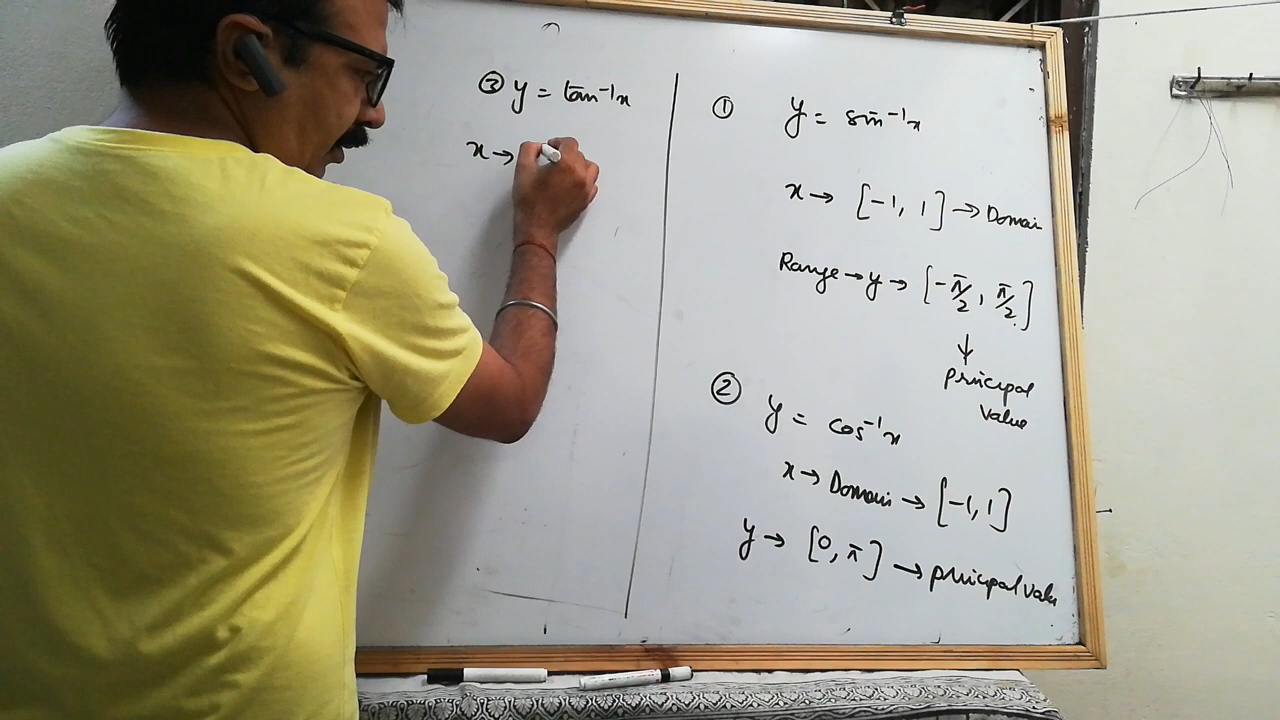 ③ y = tan⁻¹x
x →
① y = sin⁻¹x
x → [-1, 1] → Domain
Range → y → [-π/2, π/2]
↓
principal
value
② y = cos⁻¹x
x → Domain → [-1, 1]
y → [0, π] → principal value